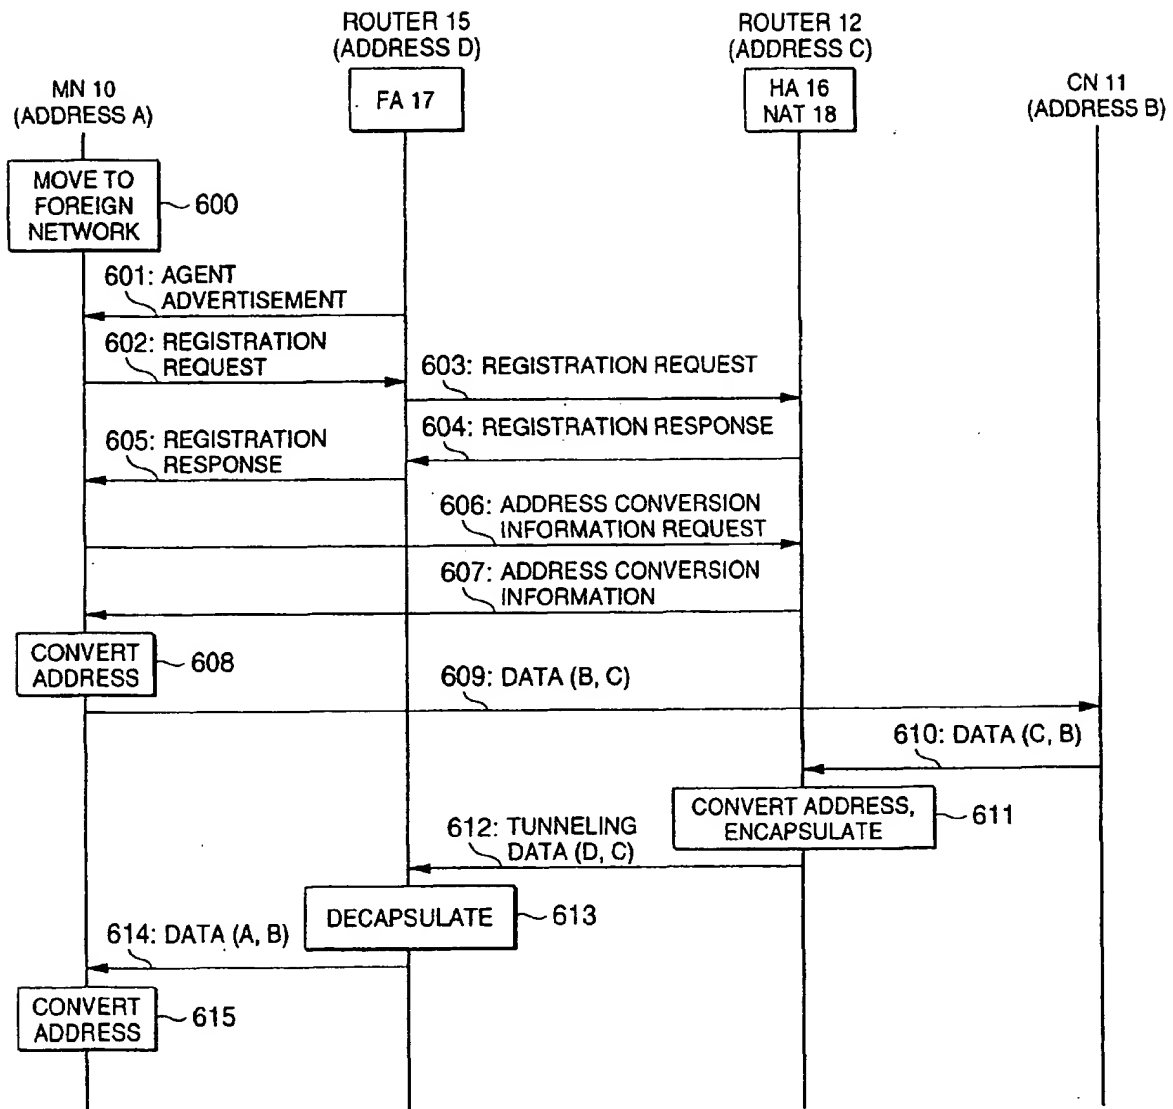 ROUTER 15
(ADDRESS D)
ROUTER 12
(ADDRESS C)
MN 10
(ADDRESS A)
FA 17
HA 16
NAT 18
CN 11
(ADDRESS B)
MOVE TO
FOREIGN
NETWORK
600
601: AGENT
ADVERTISEMENT
602: REGISTRATION
REQUEST
603: REGISTRATION REQUEST
604: REGISTRATION RESPONSE
605: REGISTRATION
RESPONSE
606: ADDRESS CONVERSION
INFORMATION REQUEST
607: ADDRESS CONVERSION
INFORMATION
CONVERT
ADDRESS
608
609: DATA (B, C)
610: DATA (C, B)
CONVERT ADDRESS,
ENCAPSULATE
611
612: TUNNELING
DATA (D, C)
DECAPSULATE
613
614: DATA (A, B)
CONVERT
ADDRESS
615